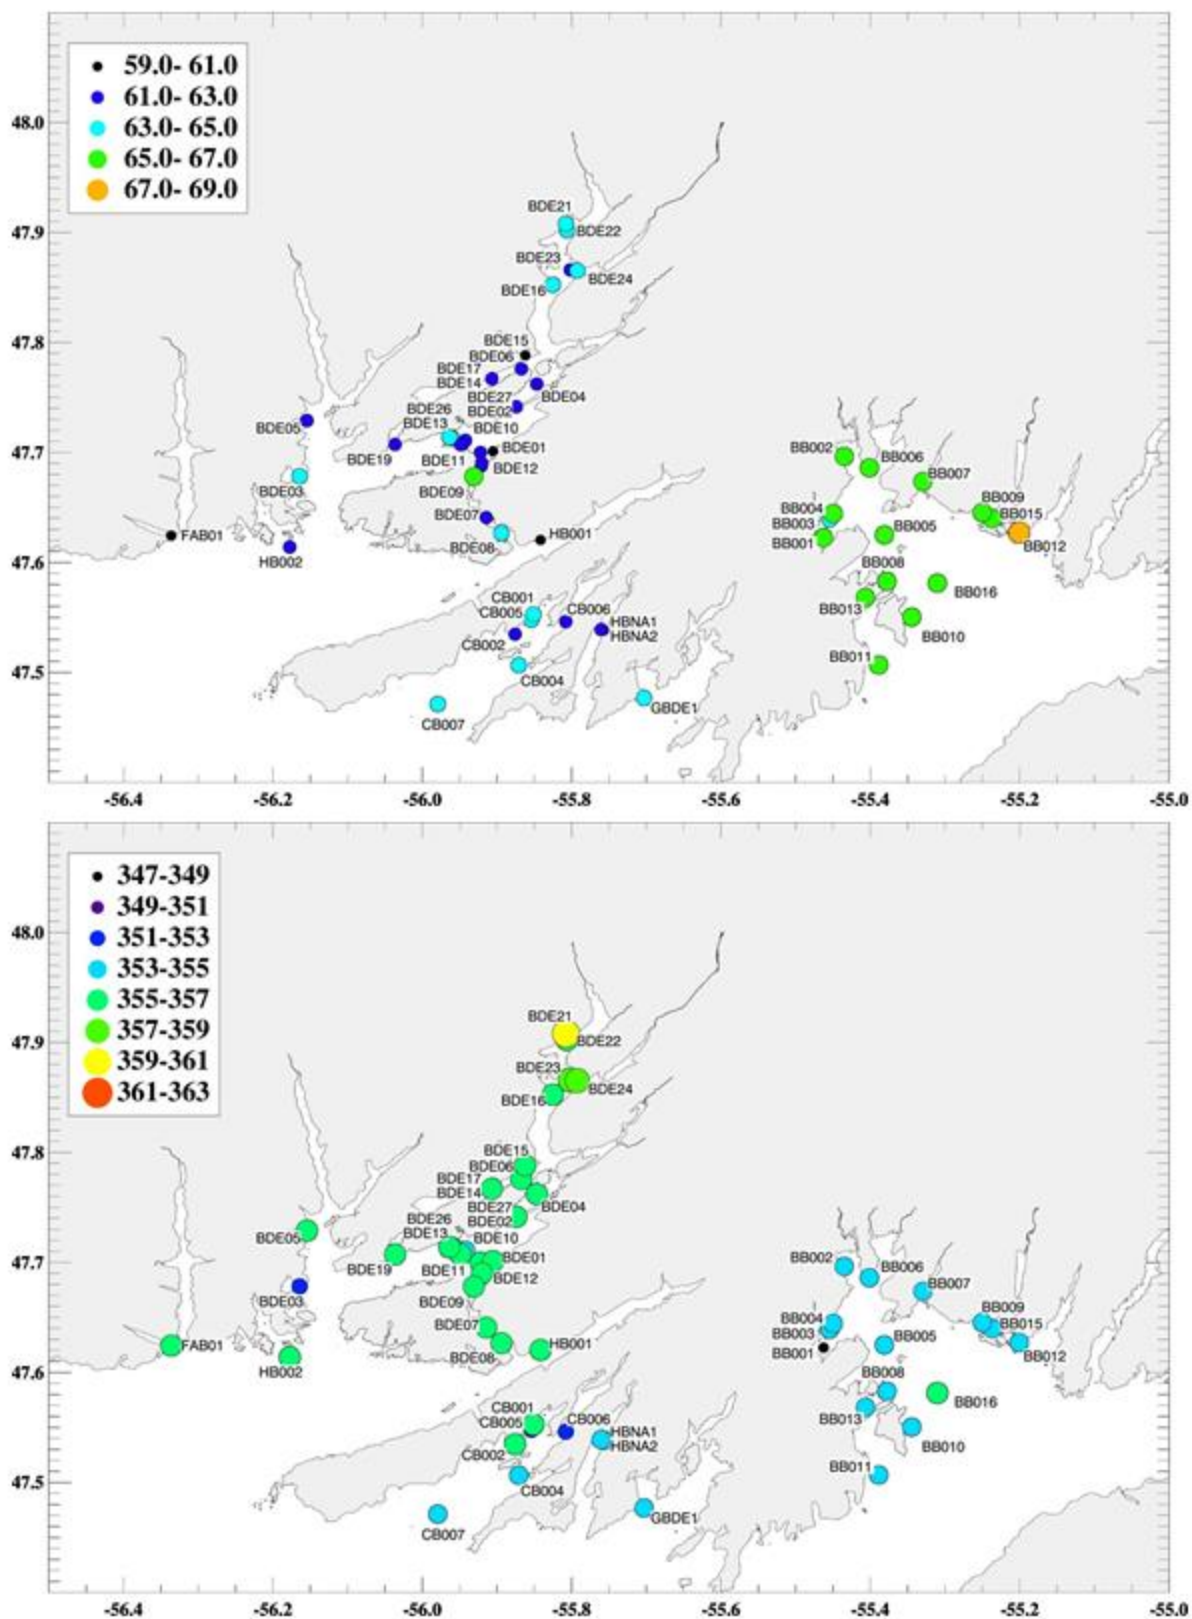 59.0- 61.0
61.0- 63.0
63.0- 65.0
65.0- 67.0
67.0- 69.0
48.0
47.9
47.8
47.7
47.6
47.5
BDE21
BDE22
BDE23
BDE24
BDE16
BDE15
BDE06
BDE17
BDE14
BDE04
BDE27
BDE02
BDE26
BDE13
BDE10
BDE05
BDE19
BDE11
BDE01
BDE12
BDE03
BDE09
BDE07
BDE08
HB001
FAB01
HB002
CB001
CB005
CB006
HBNA1
HBNA2
CB002
CB004
CB007
GBDE1
BB002
BB006
BB007
BB009
BB015
BB004
BB003
BB001
BB005
BB012
BB008
BB016
BB013
BB010
BB011
-56.4 -56.2 -56.0 -55.8 -55.6 -55.4 -55.2 -55.0
347-349
349-351
351-353
353-355
355-357
357-359
359-361
361-363
48.0
47.9
47.8
47.7
47.6
47.5
BDE21
BDE22
BDE23
BDE24
BDE16
BDE15
BDE06
BDE17
BDE14
BDE04
BDE27
BDE02
BDE26
BDE13
BDE10
BDE05
BDE19
BDE11
BDE01
BDE12
BDE03
BDE09
BDE07
BDE08
HB001
FAB01
HB002
CB001
CB005
CB006
HBNA1
HBNA2
CB002
CB004
CB007
GBDE1
BB002
BB006
BB007
BB009
BB015
BB004
BB003
BB001
BB005
BB012
BB008
BB016
BB013
BB010
BB011
-56.4 -56.2 -56.0 -55.8 -55.6 -55.4 -55.2 -55.0